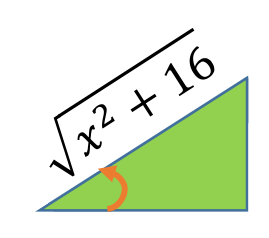 √x² + 16